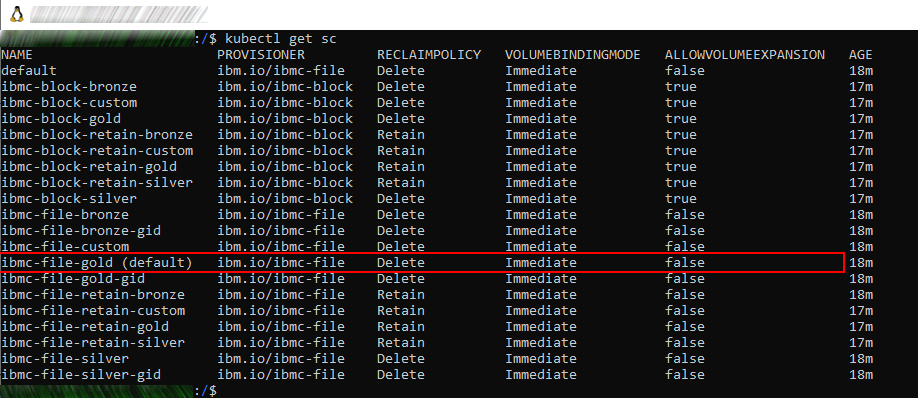 :/$ kubectl get sc
NAME PROVISIONER RECLAIMPOLICY VOLUMEBINDINGMODE ALLOWVOLUMEEXPANSION AGE
default ibm.io/ibmc-file Delete Immediate false 18m
ibmc-block-bronze ibm.io/ibmc-block Delete Immediate true 17m
ibmc-block-custom ibm.io/ibmc-block Delete Immediate true 17m
ibmc-block-gold ibm.io/ibmc-block Delete Immediate true 17m
ibmc-block-retain-bronze ibm.io/ibmc-block Retain Immediate true 17m
ibmc-block-retain-custom ibm.io/ibmc-block Retain Immediate true 17m
ibmc-block-retain-gold ibm.io/ibmc-block Retain Immediate true 17m
ibmc-block-retain-silver ibm.io/ibmc-block Retain Immediate true 17m
ibmc-block-silver ibm.io/ibmc-block Delete Immediate true 17m
ibmc-file-bronze ibm.io/ibmc-file Delete Immediate false 18m
ibmc-file-bronze-gid ibm.io/ibmc-file Delete Immediate false 18m
ibmc-file-custom ibm.io/ibmc-file Delete Immediate false 18m
ibmc-file-gold (default) ibm.io/ibmc-file Delete Immediate false 18m
ibmc-file-gold-gid ibm.io/ibmc-file Delete Immediate false 18m
ibmc-file-retain-bronze ibm.io/ibmc-file Retain Immediate false 18m
ibmc-file-retain-custom ibm.io/ibmc-file Retain Immediate false 17m
ibmc-file-retain-gold ibm.io/ibmc-file Retain Immediate false 17m
ibmc-file-retain-silver ibm.io/ibmc-file Retain Immediate false 17m
ibmc-file-silver ibm.io/ibmc-file Delete Immediate false 18m
ibmc-file-silver-gid ibm.io/ibmc-file Delete Immediate false 18m
:/$